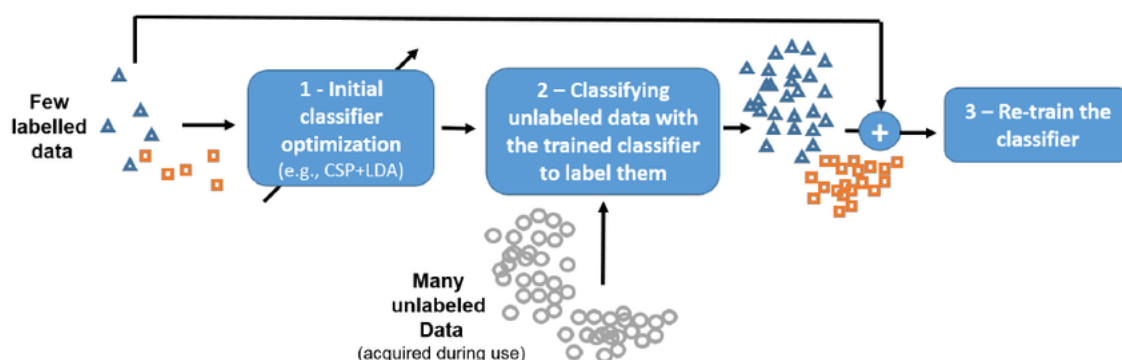 Few
labelled
data
1 - Initial
classifier
optimization
(e.g., CSP+LDA)
2 – Classifying
unlabeled data with
the trained classifier
to label them
+
3 – Re-train the
classifier
Many
unlabeled
Data
(acquired during use)